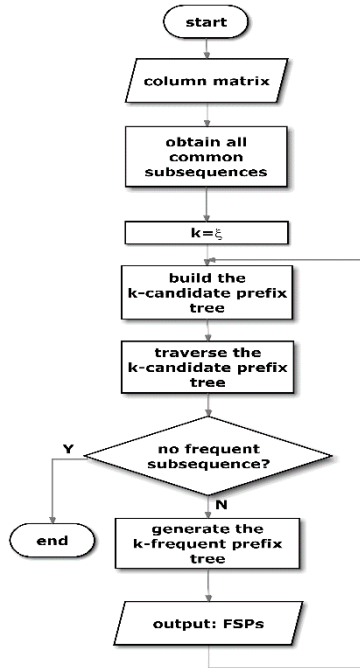 start
column matrix
obtain all
common
subsequences
k=ξ
build the
k-candidate prefix
tree
traverse the
k-candidate prefix
tree
no frequent
subsequence?
Y
N
end
generate the
k-frequent prefix
tree
output: FSPs